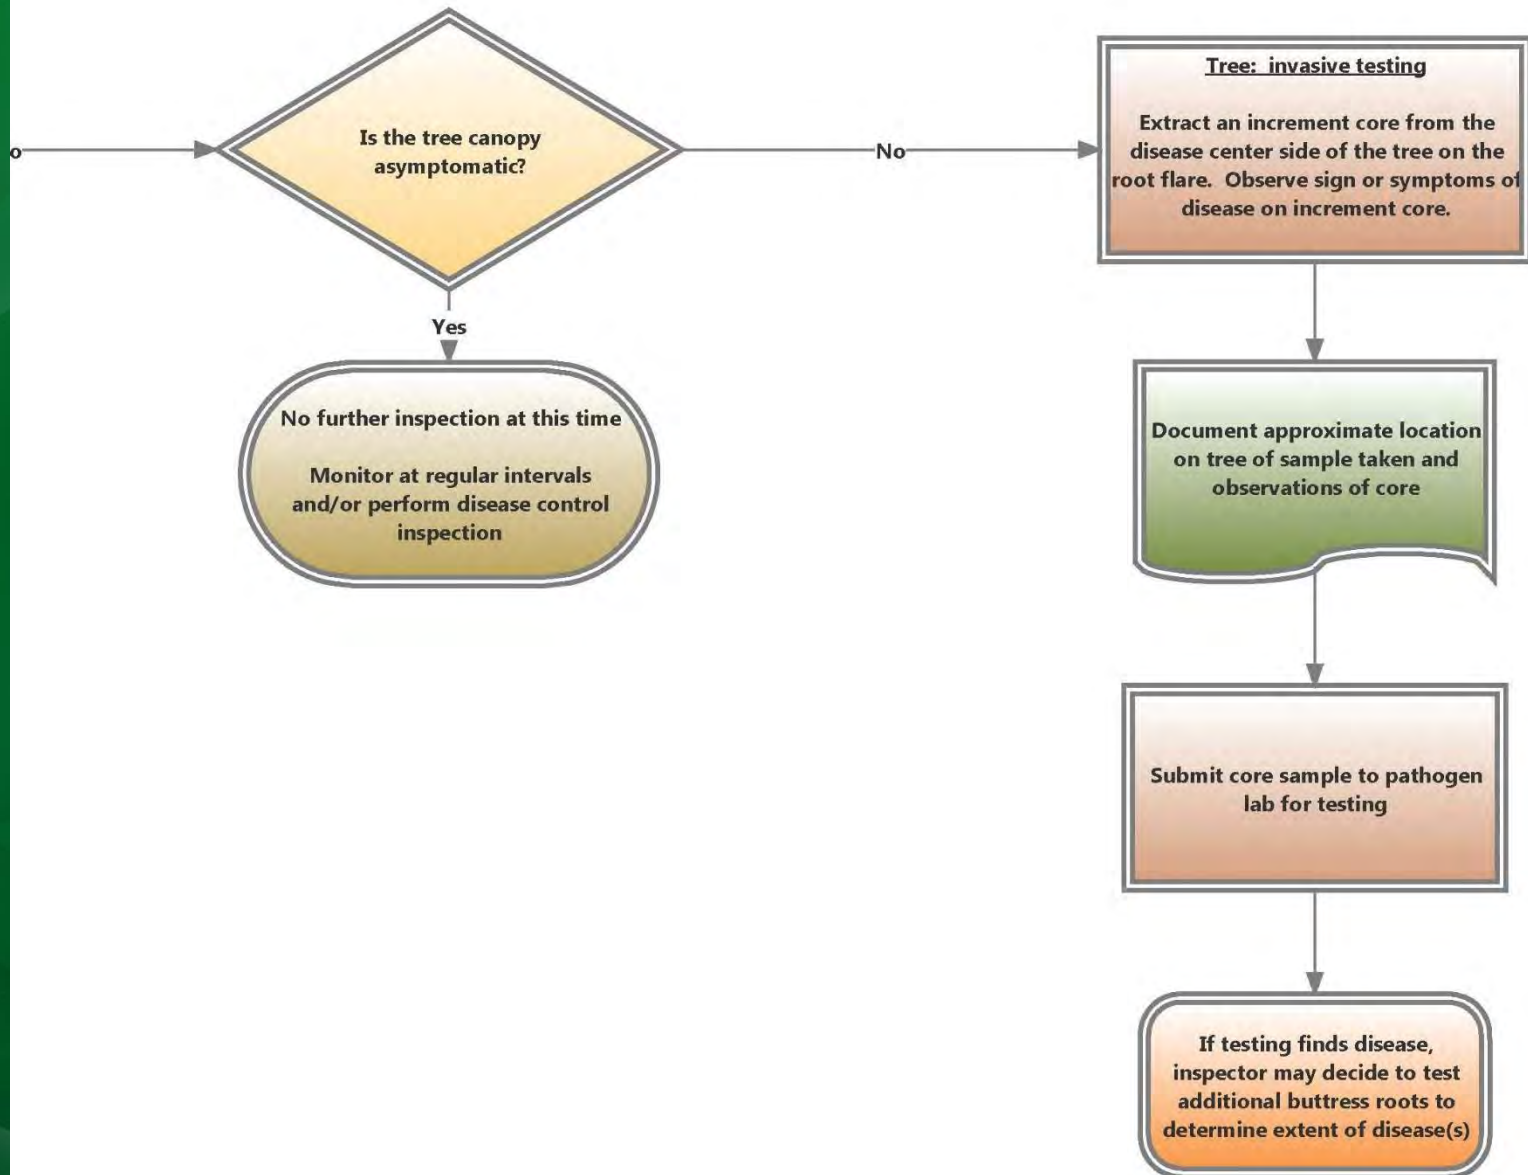 o
Is the tree canopy
asymptomatic?
No
Tree:  invasive testing
Extract an increment core from the
disease center side of the tree on the
root flare.  Observe sign or symptoms of
disease on increment core.
Yes
No further inspection at this time
Monitor at regular intervals
and/or perform disease control
inspection
Document approximate location
on tree of sample taken and
observations of core
Submit core sample to pathogen
lab for testing
If testing finds disease,
inspector may decide to test
additional buttress roots to
determine extent of disease(s)